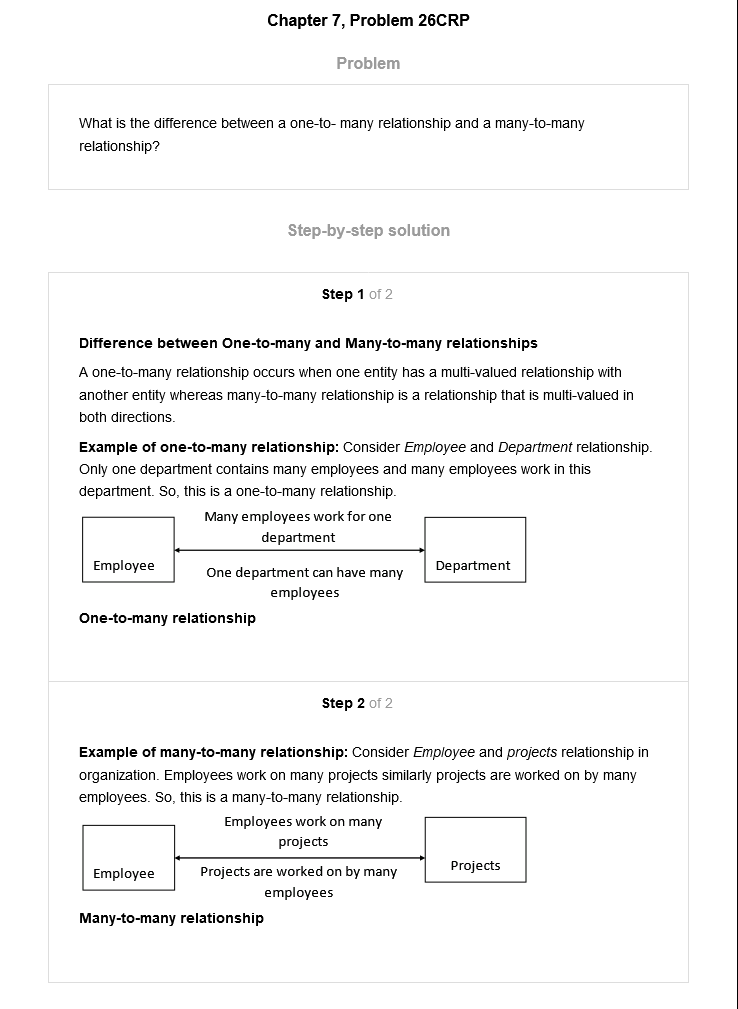 Chapter 7, Problem 26CRP
Problem
What is the difference between a one-to- many relationship and a many-to-many
relationship?
Step-by-step solution
Step 1 of 2
Difference between One-to-many and Many-to-many relationships
A one-to-many relationship occurs when one entity has a multi-valued relationship with
another entity whereas many-to-many relationship is a relationship that is multi-valued in
both directions.
Example of one-to-many relationship: Consider Employee and Department relationship.
Only one department contains many employees and many employees work in this
department. So, this is a one-to-many relationship.
Many employees work for one
department
Employee
Department
One department can have many
employees
One-to-many relationship
Step 2 of 2
Example of many-to-many relationship: Consider Employee and projects relationship in
organization. Employees work on many projects similarly projects are worked on by many
employees. So, this is a many-to-many relationship.
Employees work on many
projects
Employee
Projects
Projects are worked on by many
employees
Many-to-many relationship